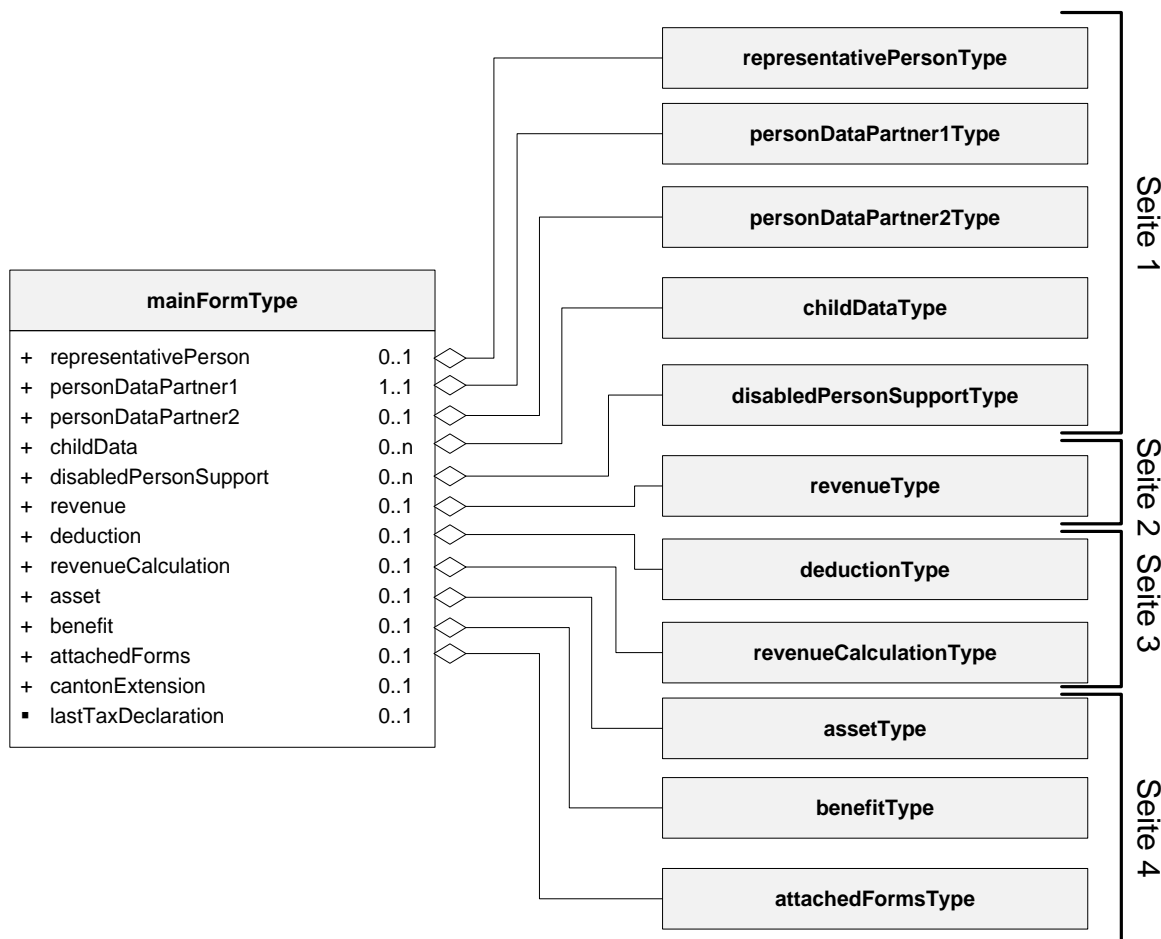 mainFormType
+ representativePerson 0..1
+ personDataPartner1 1..1
+ personDataPartner2 0..1
+ childData 0..n
+ disabledPersonSupport 0..n
+ revenue 0..1
+ deduction 0..1
+ revenueCalculation 0..1
+ asset 0..1
+ benefit 0..1
+ attachedForms 0..1
+ cantonExtension 0..1
▪ lastTaxDeclaration 0..1
representativePersonType
personDataPartner1Type
personDataPartner2Type
childDataType
disabledPersonSupportType
revenueType
deductionType
revenueCalculationType
assetType
benefitType
attachedFormsType
Seite 1
Seite 2
Seite 3
Seite 4